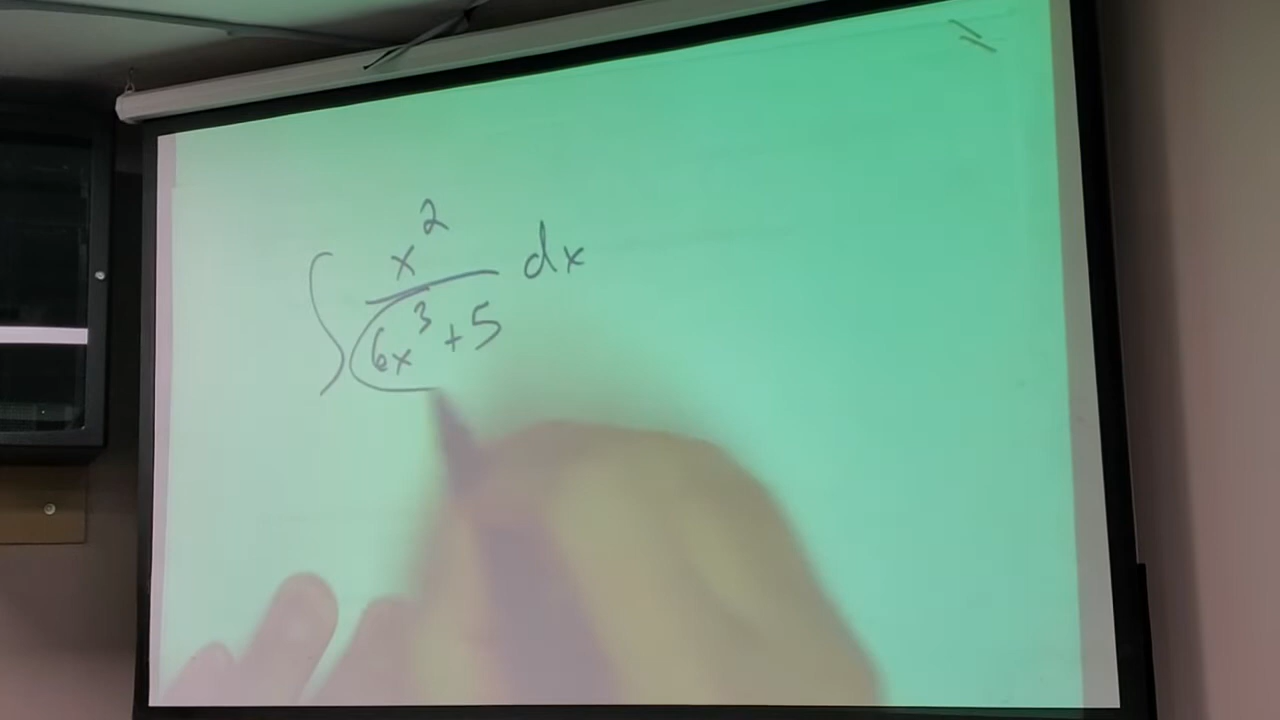 ∫ x² / (6x³ + 5) dx